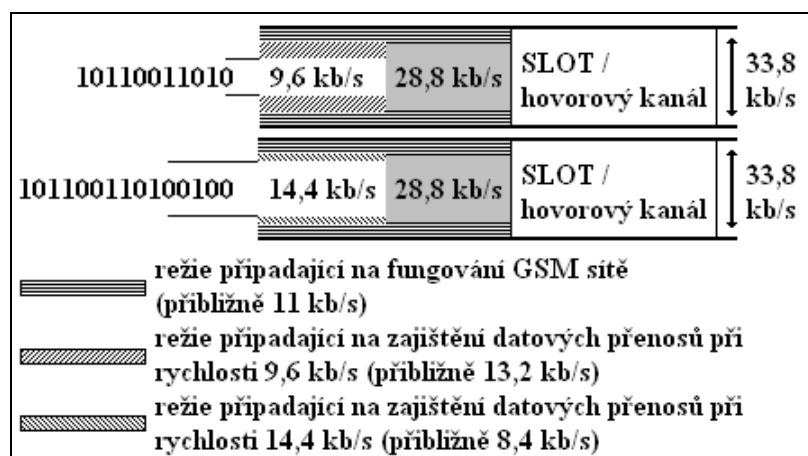 10110011010 9,6 kb/s 28,8 kb/s SLOT / hovorový kanál 33,8 kb/s
101100110100100 14,4 kb/s 28,8 kb/s SLOT / hovorový kanál 33,8 kb/s
režie připadající na fungování GSM sítě
(přibližně 11 kb/s)
režie připadající na zajištění datových přenosů při
rychlosti 9,6 kb/s (přibližně 13,2 kb/s)
režie připadající na zajištění datových přenosů při
rychlosti 14,4 kb/s (přibližně 8,4 kb/s)